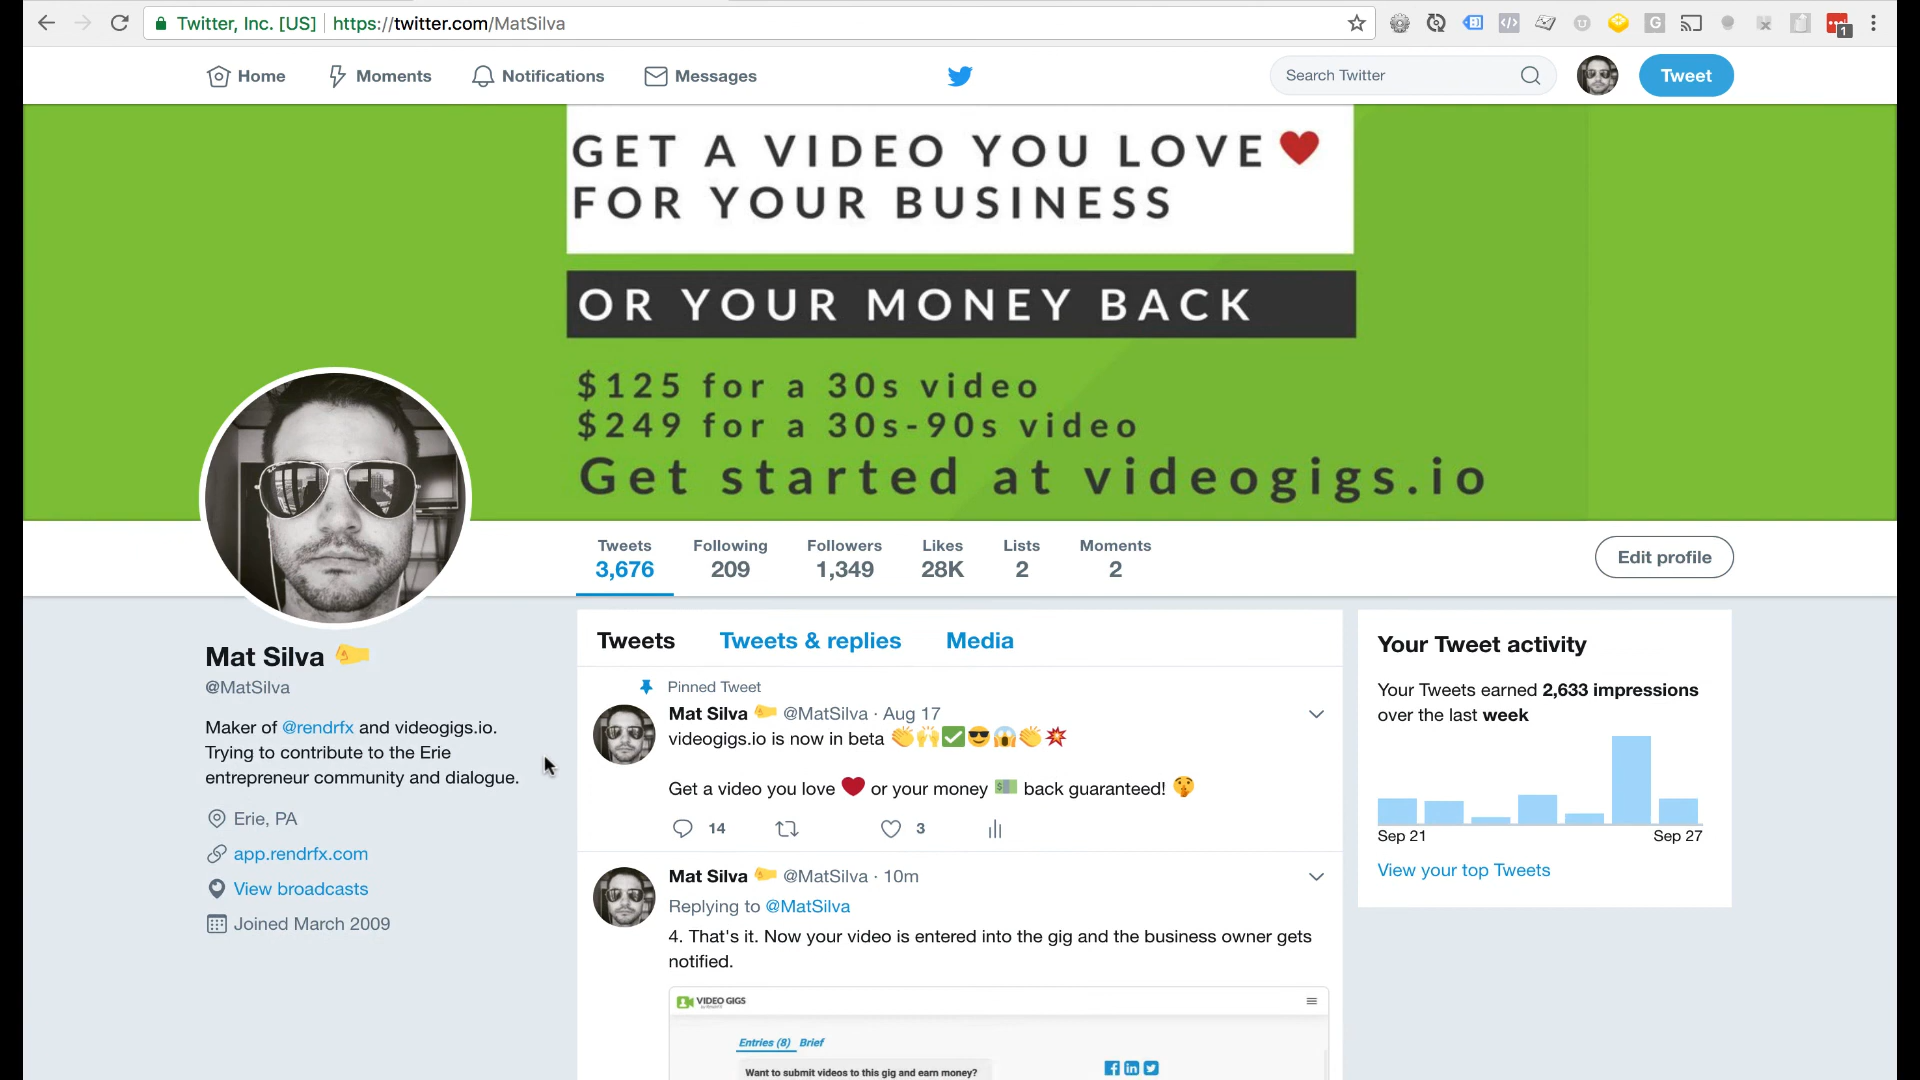 Twitter, Inc. [US] https://twitter.com/MatSilva
1
Home Moments Notifications Messages Search Twitter Tweet
GET A VIDEO YOU LOVE
FOR YOUR BUSINESS
OR YOUR MONEY BACK
$125 for a 30s video
$249 for a 30s-90s video
Get started at videogigs.io
Tweets Following Followers Likes Lists Moments
3,676 209 1,349 28K 2 2
Edit profile
Mat Silva
@MatSilva
Maker of @rendrfx and videogigs.io.
Trying to contribute to the Erie
entrepreneur community and dialogue.
Erie, PA
app.rendrfx.com
View broadcasts
Joined March 2009
Tweets Tweets & replies Media
Pinned Tweet
Mat Silva @MatSilva · Aug 17
videogigs.io is now in beta
Get a video you love ❤ or your money 💵 back guaranteed!
14 3
Mat Silva @MatSilva · 10m
Replying to @MatSilva
4. That's it. Now your video is entered into the gig and the business owner gets
notified.
VIDEO GIGS
Entries (8) Brief
Want to submit videos to this gig and earn money?
Your Tweet activity
Your Tweets earned 2,633 impressions
over the last week
Sep 21 Sep 27
View your top Tweets